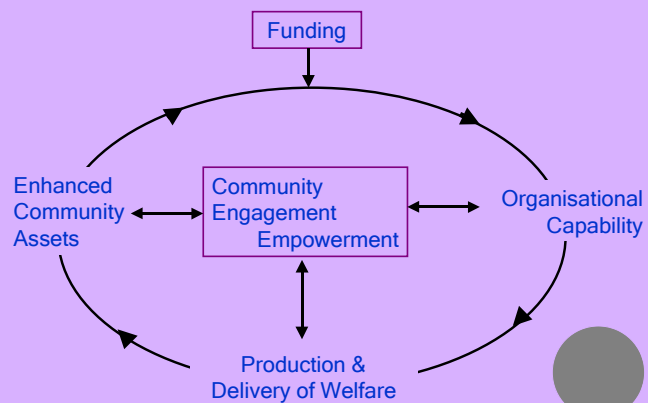 Funding
Enhanced
Community
Assets
Community
Engagement
Empowerment
Organisational
Capability
Production &
Delivery of Welfare